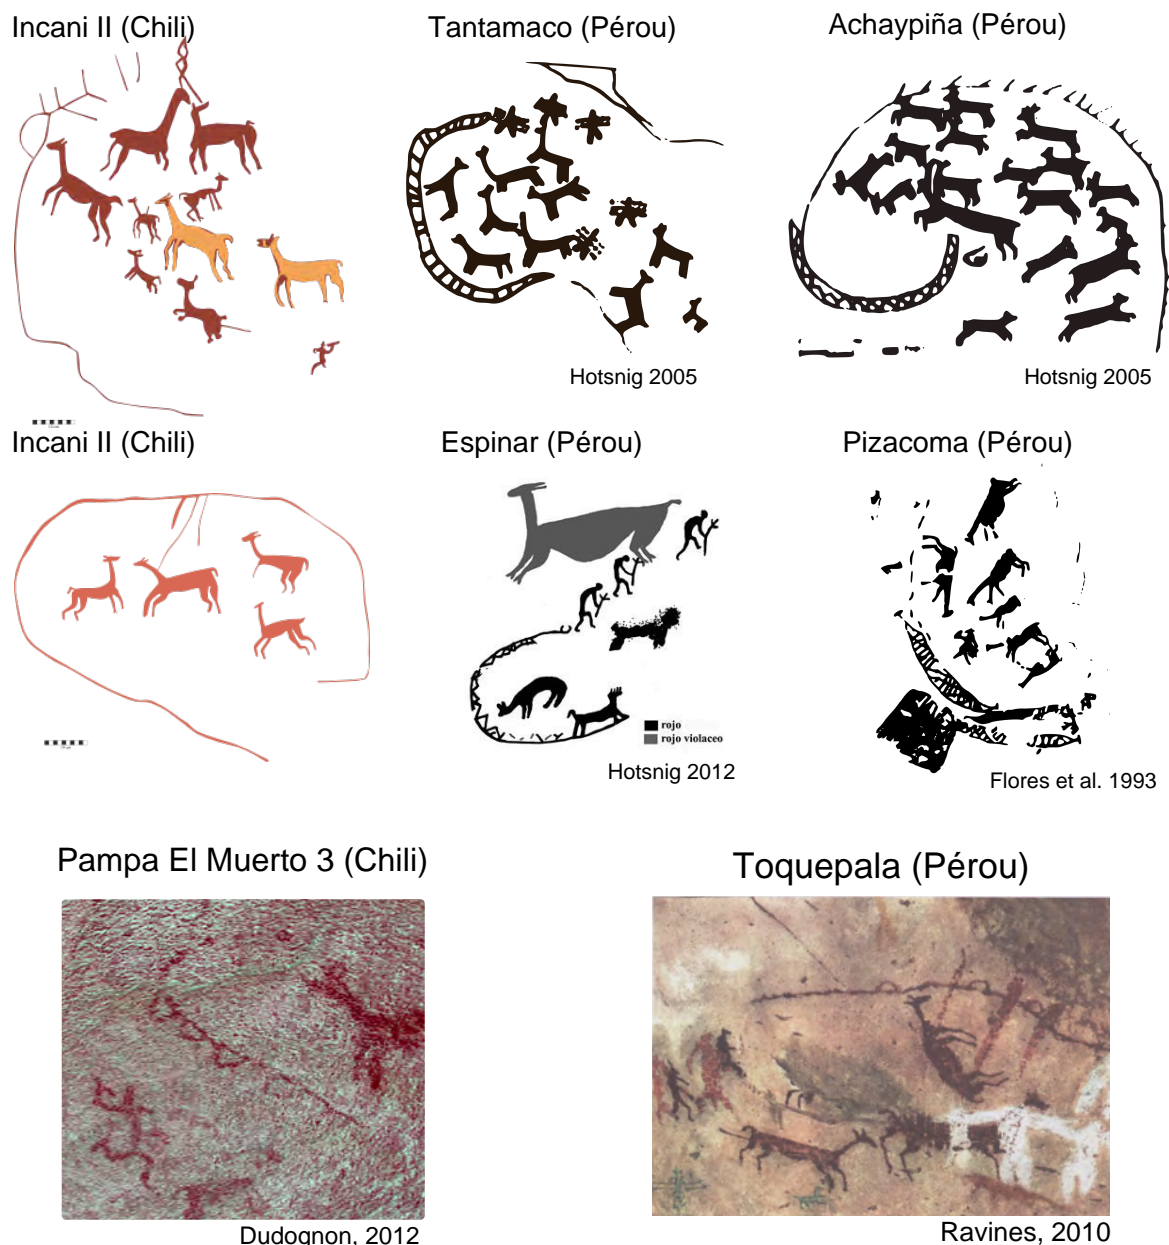 Incani II (Chili)
Tantamaco (Pérou)
Achaypiña (Pérou)
Hotsnig 2005
Hotsnig 2005
Incani II (Chili)
Espinar (Pérou)
Pizacoma (Pérou)
rojo
rojo violaceo
Hotsnig 2012
Flores et al. 1993
Pampa El Muerto 3 (Chili)
Toquepala (Pérou)
Dudognon, 2012
Ravines, 2010